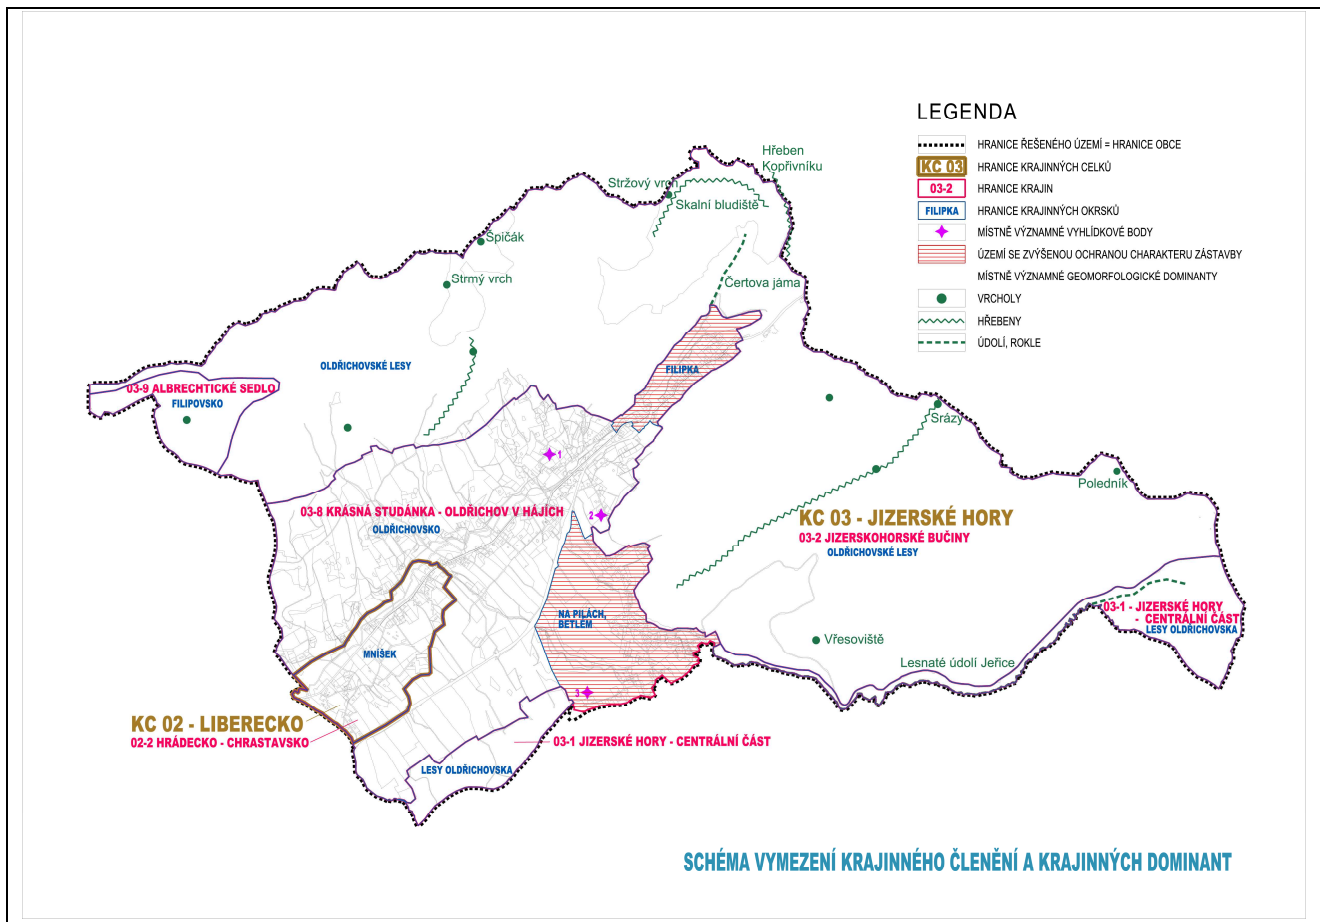 LEGENDA
HRANICE ŘEŠENÉHO ÚZEMÍ = HRANICE OBCE
KC 03
HRANICE KRAJINNÝCH CELKŮ
03-2
HRANICE KRAJIN
FILIPKA
HRANICE KRAJINNÝCH OKRSKŮ
MÍSTNĚ VÝZNAMNÉ VYHLÍDKOVÉ BODY
ÚZEMÍ SE ZVÝŠENOU OCHRANOU CHARAKTERU ZÁSTAVBY
MÍSTNĚ VÝZNAMNÉ GEOMORFOLOGICKÉ DOMINANTY
VRCHOLY
HŘEBENY
ÚDOLÍ, ROKLE
Hřeben
Kopřivníku
Stržový vrch
Skalní bludiště
Špičák
Strmý vrch
Čertova jáma
OLDŘICHOVSKÉ LESY
FILIPKA
03-9 ALBRECHTICKÉ SEDLO
FILIPOVSKO
Srázy
1
Poledník
03-8 KRÁSNÁ STUDÁNKA - OLDŘICHOV V HÁJÍCH
2
OLDŘICHOVSKO
KC 03 - JIZERSKÉ HORY
03-2 JIZERSKOHORSKÉ BUČINY
OLDŘICHOVSKÉ LESY
NA PILÁCH,
BETLÉM
03-1 - JIZERSKÉ HORY
- CENTRÁLNÍ ČÁST
LESY OLDŘICHOVSKA
Vřesoviště
MNÍŠEK
Lesnaté údolí Jeřice
3
KC 02 - LIBERECKO
02-2 HRÁDECKO - CHRASTAVSKO
03-1 JIZERSKÉ HORY - CENTRÁLNÍ ČÁST
LESY OLDŘICHOVSKA
SCHÉMA VYMEZENÍ KRAJINNÉHO ČLENĚNÍ A KRAJINNÝCH DOMINANT